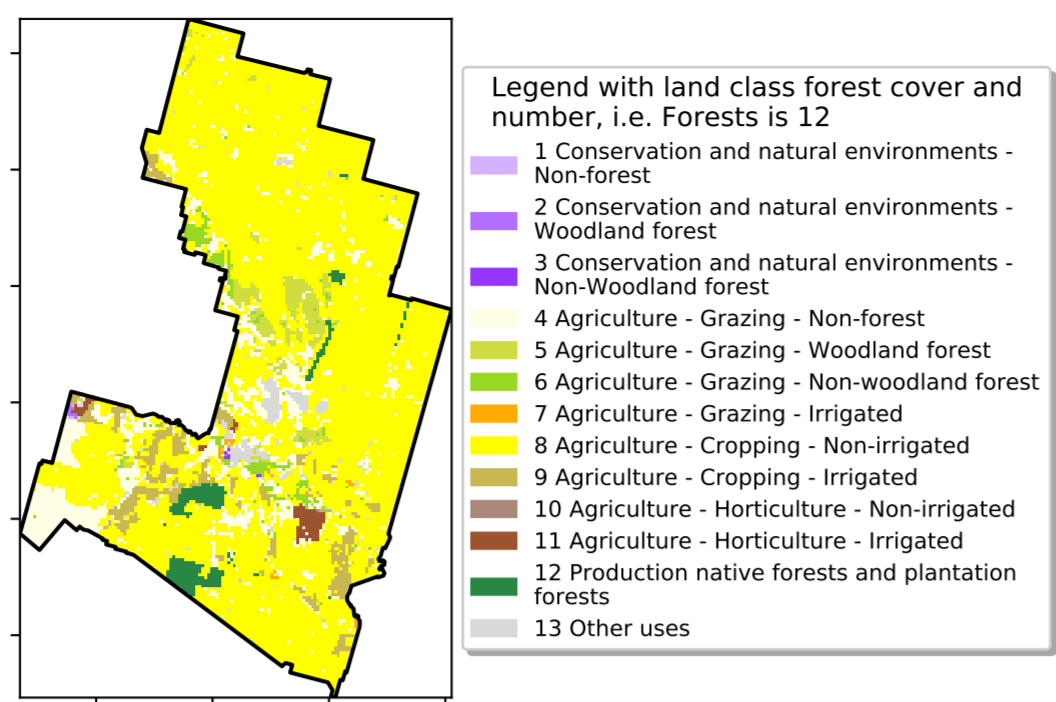 Legend with land class forest cover and
number, i.e. Forests is 12
1 Conservation and natural environments -
Non-forest
2 Conservation and natural environments -
Woodland forest
3 Conservation and natural environments -
Non-Woodland forest
4 Agriculture - Grazing - Non-forest
5 Agriculture - Grazing - Woodland forest
6 Agriculture - Grazing - Non-woodland forest
7 Agriculture - Grazing - Irrigated
8 Agriculture - Cropping - Non-irrigated
9 Agriculture - Cropping - Irrigated
10 Agriculture - Horticulture - Non-irrigated
11 Agriculture - Horticulture - Irrigated
12 Production native forests and plantation
forests
13 Other uses